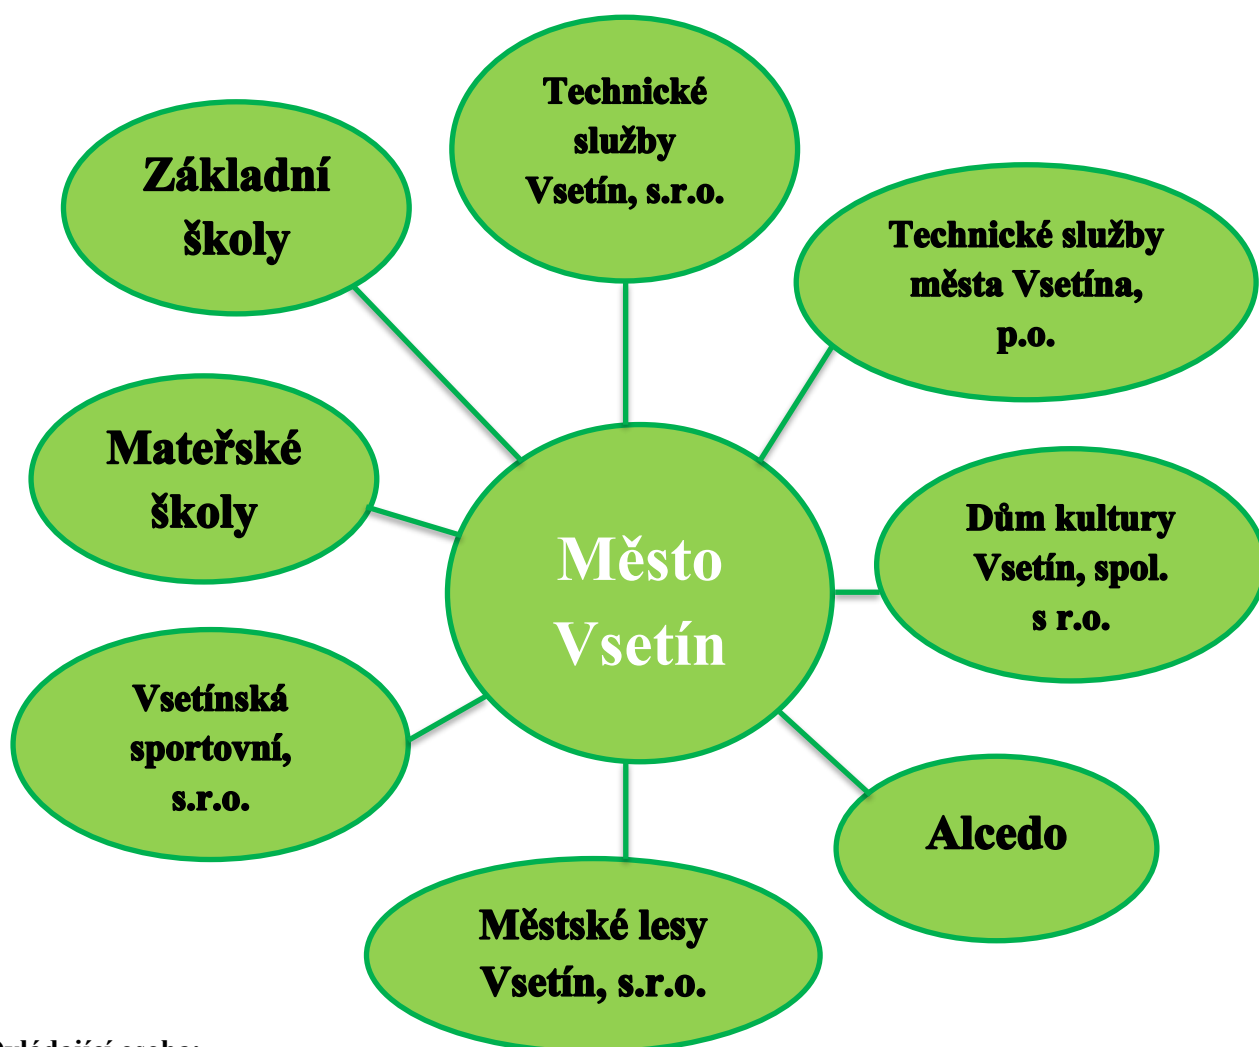 Technické
služby
Vsetín, s.r.o.
Základní
školy
Technické služby
města Vsetína,
p.o.
Mateřské
školy
Dům kultury
Vsetín, spol.
s r.o.
Město
Vsetín
Vsetínská
sportovní,
s.r.o.
Alcedo
Městské lesy
Vsetín, s.r.o.